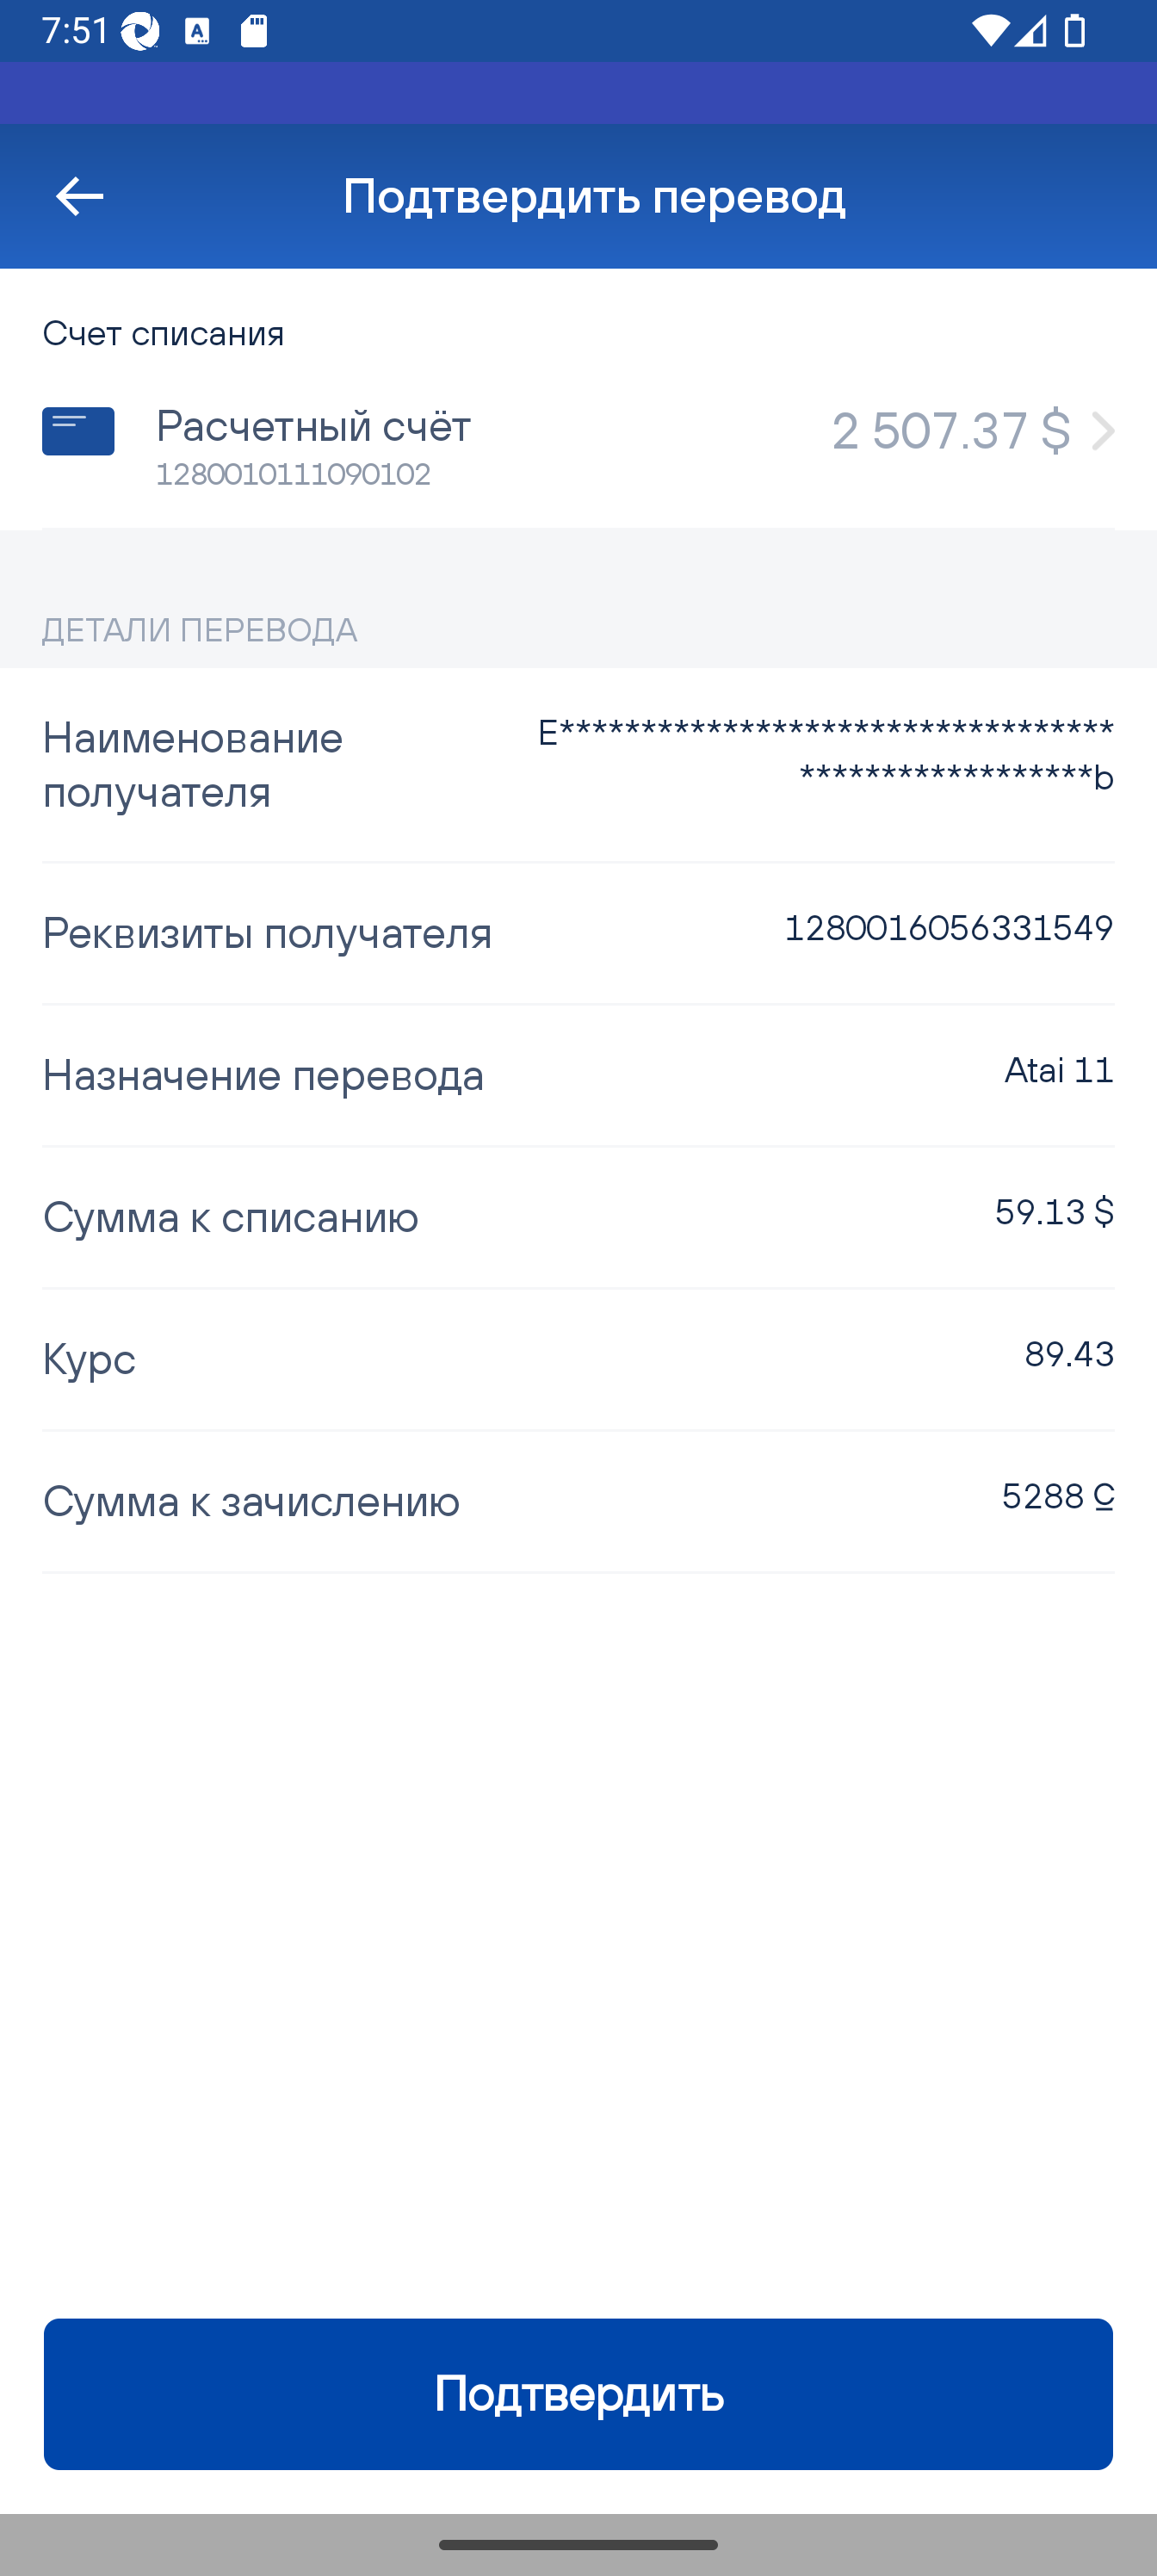 7:51
Подтвердить перевод
Счет списания
Расчетный счёт
2 507.37 $
1280010111090102
ДЕТАЛИ ПЕРЕВОДА
Наименование получателя
E**********************************
******************b
Реквизиты получателя
1280016056331549
Назначение перевода
Atai 11
Сумма к списанию
59.13 $
Курс
89.43
Сумма к зачислению
5288 С̲
Подтвердить